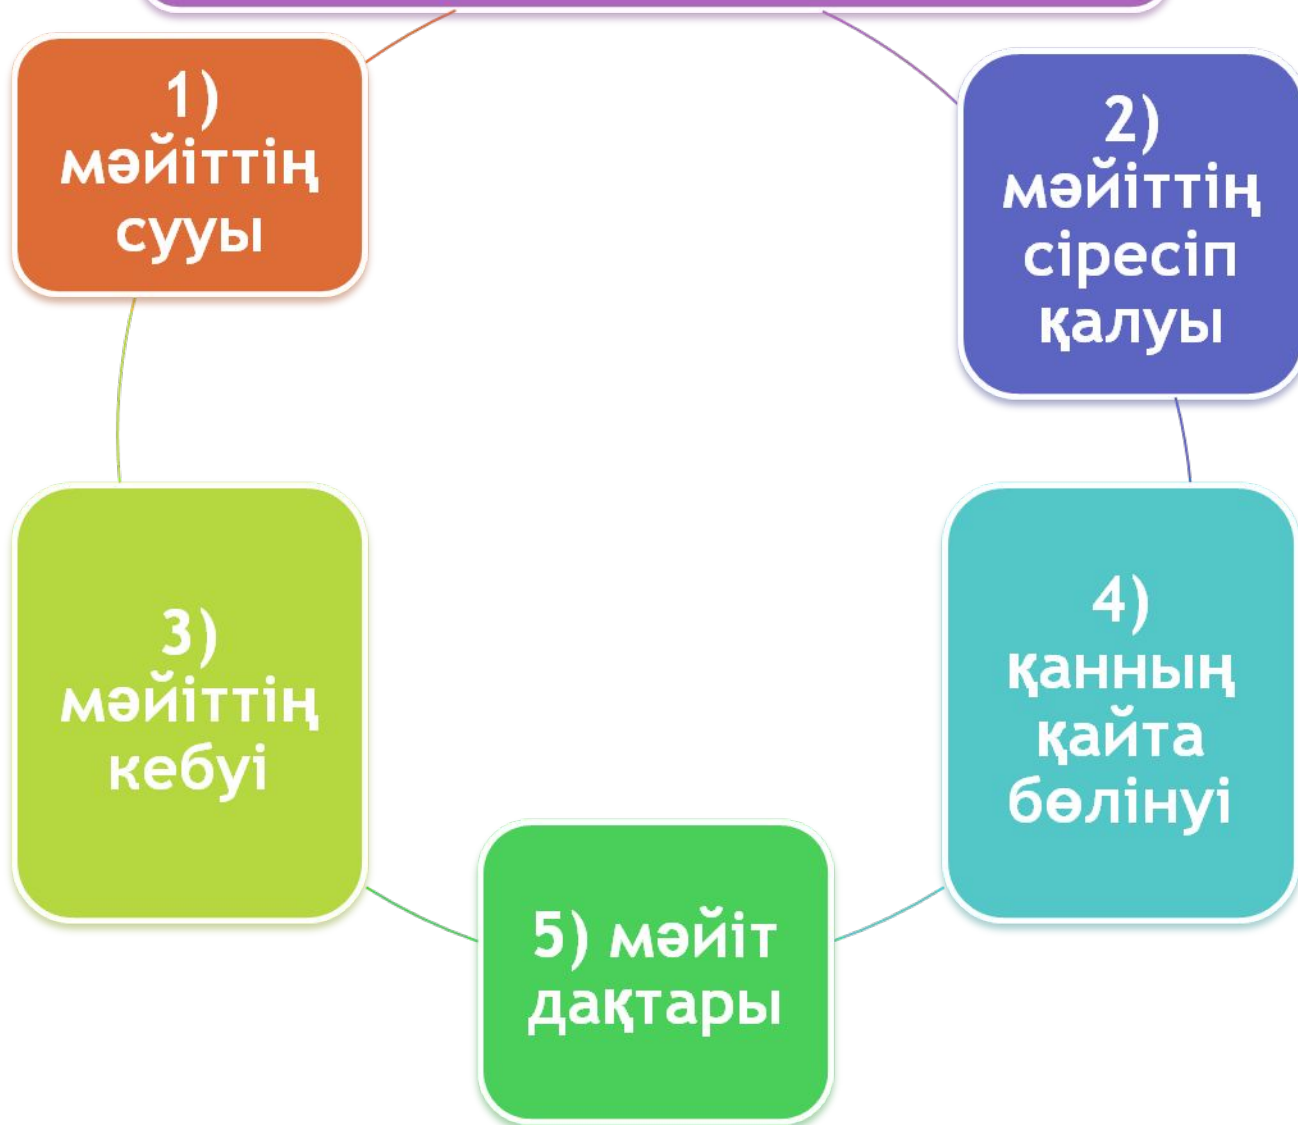 1)
мәйіттің
сууы
2)
мәйіттің
сіресіп
қалуы
3)
мәйіттің
кебуі
4)
қанның
қайта
бөлінуі
5) мәйіт
дақтары